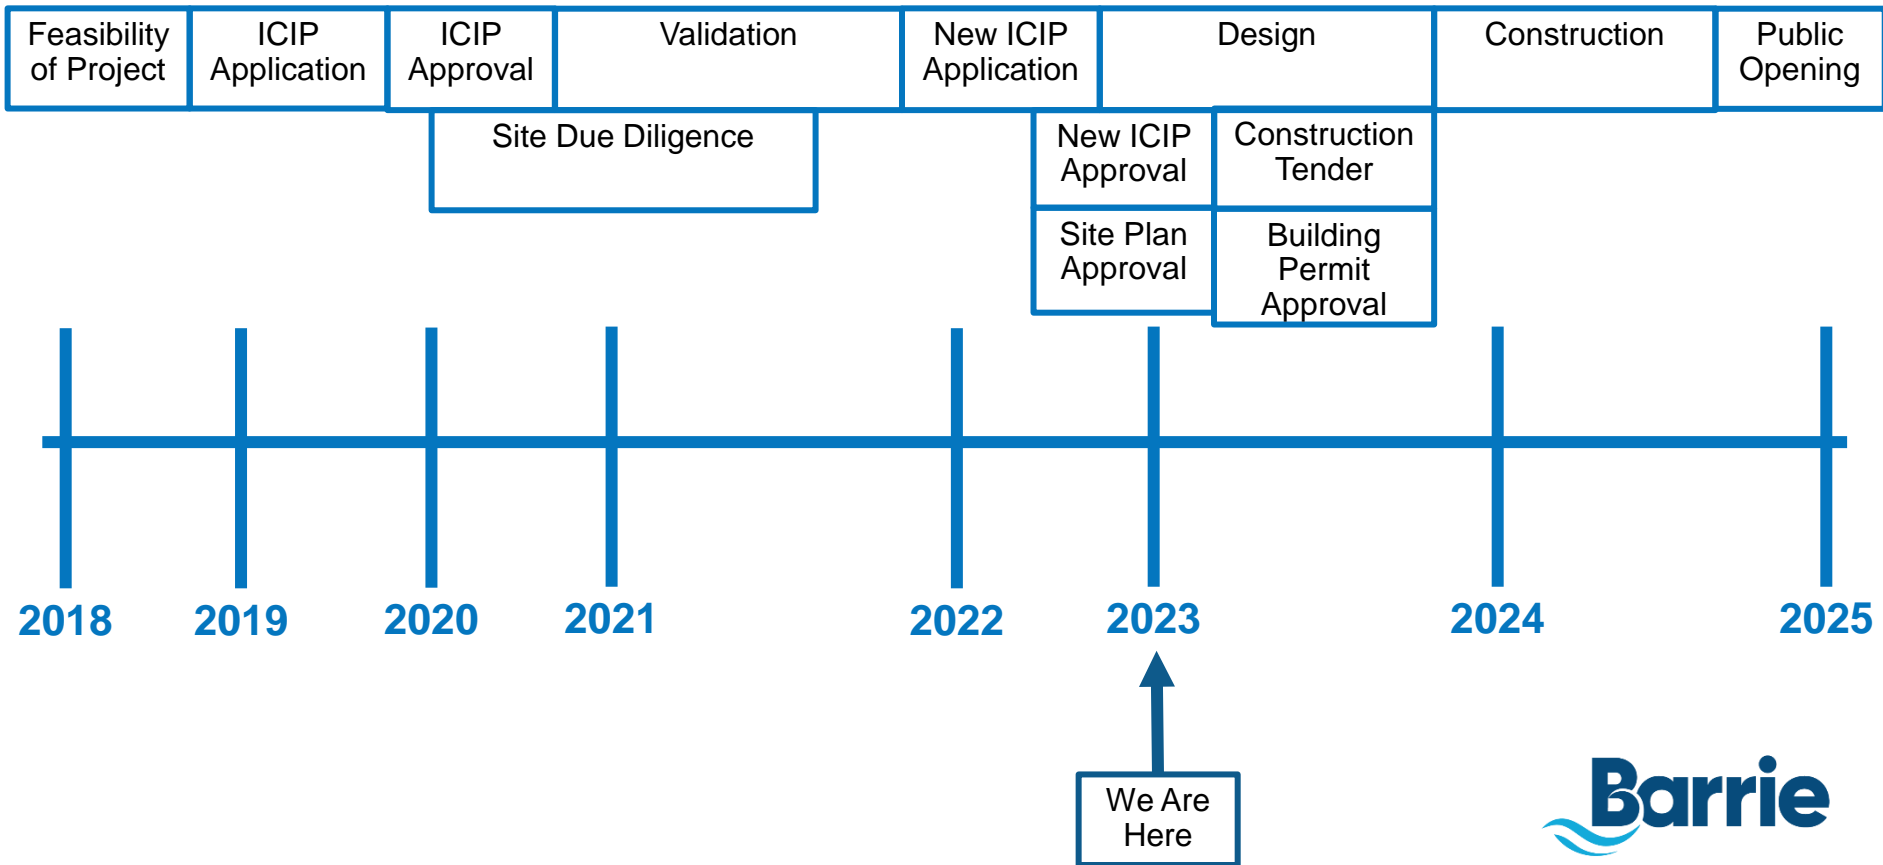 Feasibility
of Project
ICIP
Application
ICIP
Approval
Validation
New ICIP
Application
Design
Construction
Public
Opening
Site Due Diligence
New ICIP
Approval
Construction
Tender
Site Plan
Approval
Building
Permit
Approval
2018
2019
2020
2021
2022
2023
2024
2025
We Are
Here
Barrie